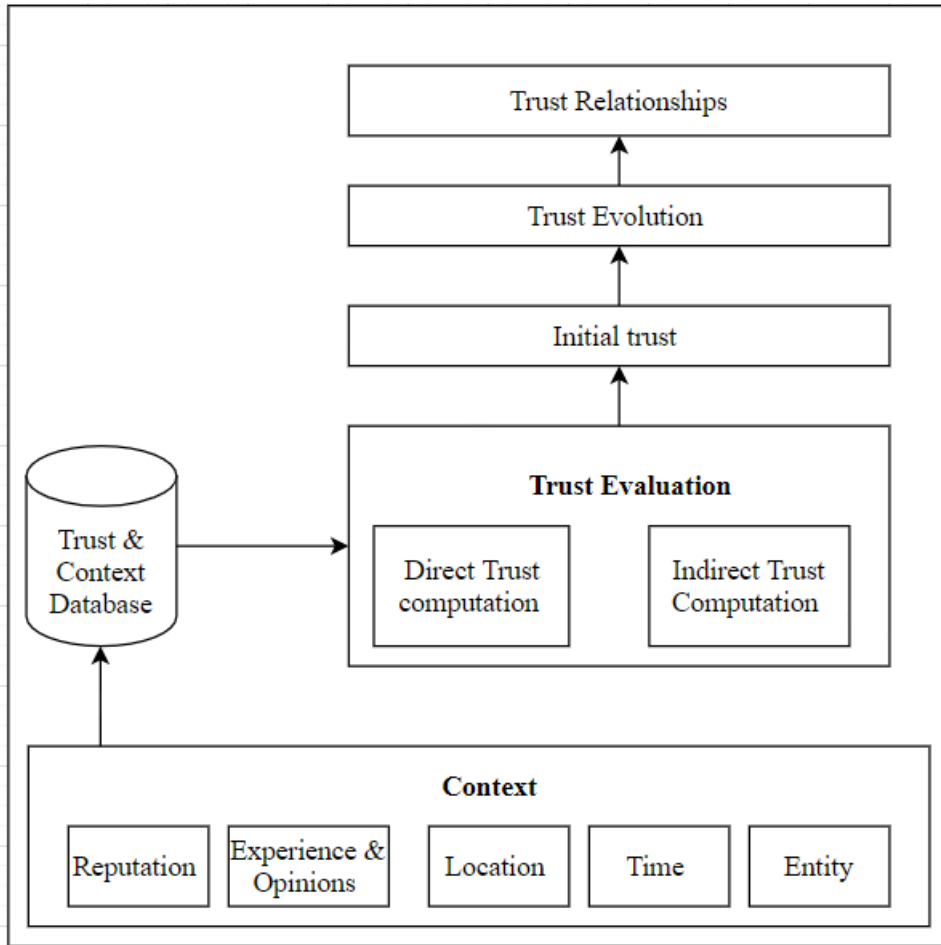 Trust Relationships
Trust Evolution
Initial trust
Trust Evaluation
Trust &
Context
Database
Direct Trust
computation
Indirect Trust
Computation
Context
Reputation
Experience &
Opinions
Location
Time
Entity